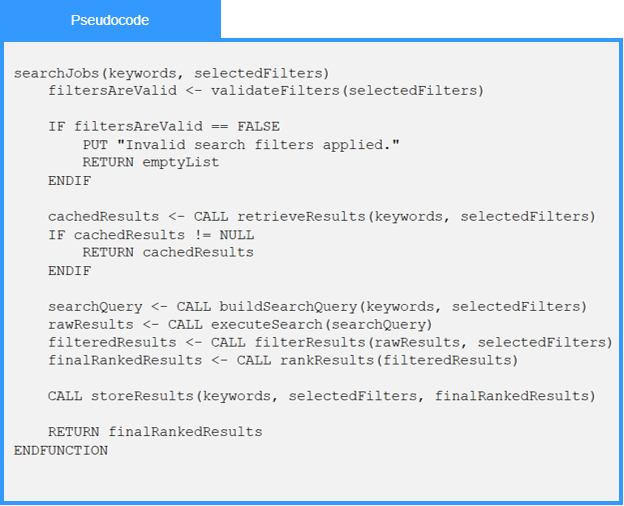 Pseudocode
searchJobs(keywords, selectedFilters)
    filtersAreValid <- validateFilters(selectedFilters)
    IF filtersAreValid == FALSE
        PUT "Invalid search filters applied."
        RETURN emptyList
    ENDIF
    cachedResults <- CALL retrieveResults(keywords, selectedFilters)
    IF cachedResults != NULL
        RETURN cachedResults
    ENDIF
    searchQuery <- CALL buildSearchQuery(keywords, selectedFilters)
    rawResults <- CALL executeSearch(searchQuery)
    filteredResults <- CALL filterResults(rawResults, selectedFilters)
    finalRankedResults <- CALL rankResults(filteredResults)
    CALL storeResults(keywords, selectedFilters, finalRankedResults)
    RETURN finalRankedResults
ENDFUNCTION